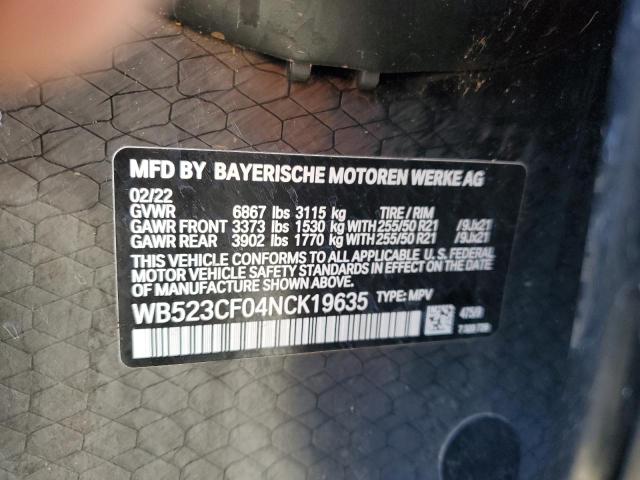 MFD BY BAYERISCHE MOTOREN WERKE AG
02/22
GVWR 6867 lbs 3115 kg TIRE / RIM
GAWR FRONT 3373 lbs 1530 kg WITH 255/50 R21 /9Jx21
GAWR REAR 3902 lbs 1770 kg WITH 255/50 R21 /9Jx21
THIS VEHICLE CONFORMS TO ALL APPLICABLE U. S. FEDERAL
MOTOR VEHICLE SAFETY STANDARDS IN EFFECT ON THE DATE
OF MANUFACTURE SHOWN ABOVE.
WB523CF04NCK19635 TYPE: MPV